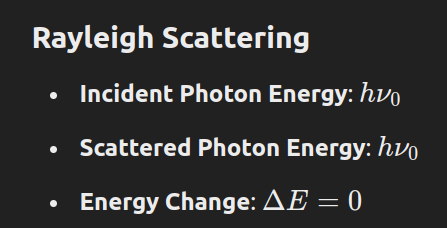 Rayleigh Scattering
• Incident Photon Energy: hν₀
• Scattered Photon Energy: hν₀
• Energy Change: ΔE = 0